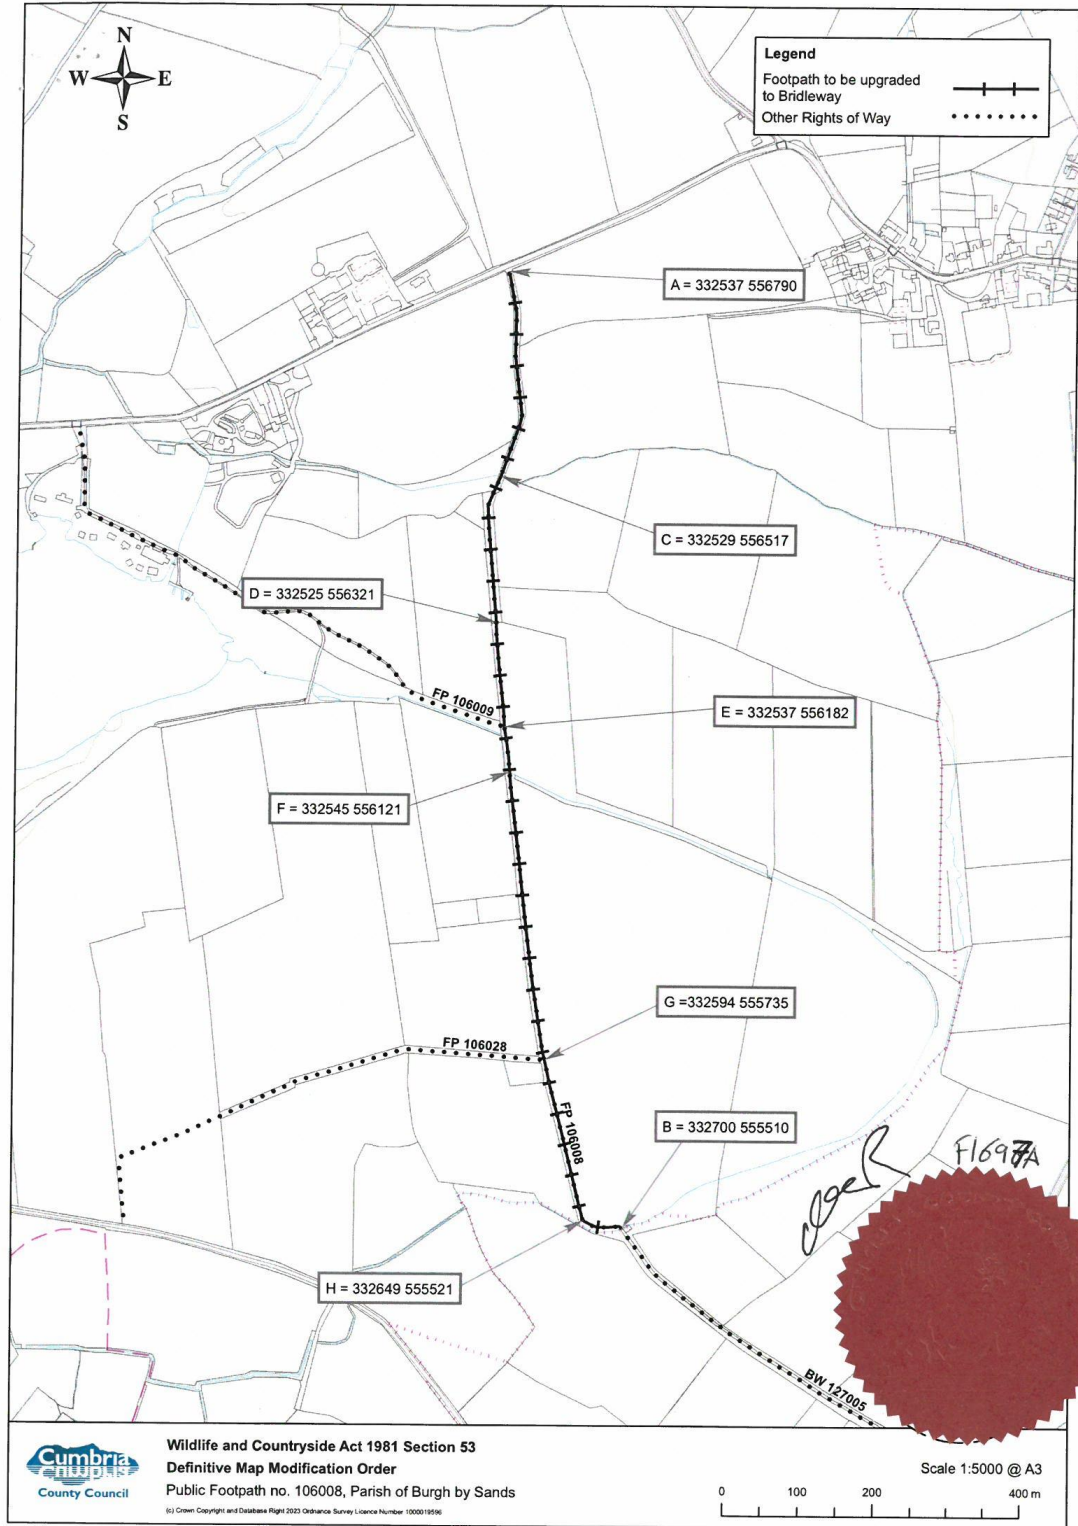 N
W E
S
Legend
Footpath to be upgraded
to Bridleway
Other Rights of Way
A = 332537 556790
C = 332529 556517
D = 332525 556321
FP 106009
E = 332537 556182
F = 332545 556121
G =332594 555735
FP 106028
FP 106008
B = 332700 555510
F1697A
H = 332649 555521
BW 127005
Cumbria
County Council
Wildlife and Countryside Act 1981 Section 53
Definitive Map Modification Order
Public Footpath no. 106008, Parish of Burgh by Sands
(c) Crown Copyright and Database Right 2023 Ordnance Survey Licence Number 1000019596
Scale 1:5000 @ A3
0 100 200 400 m